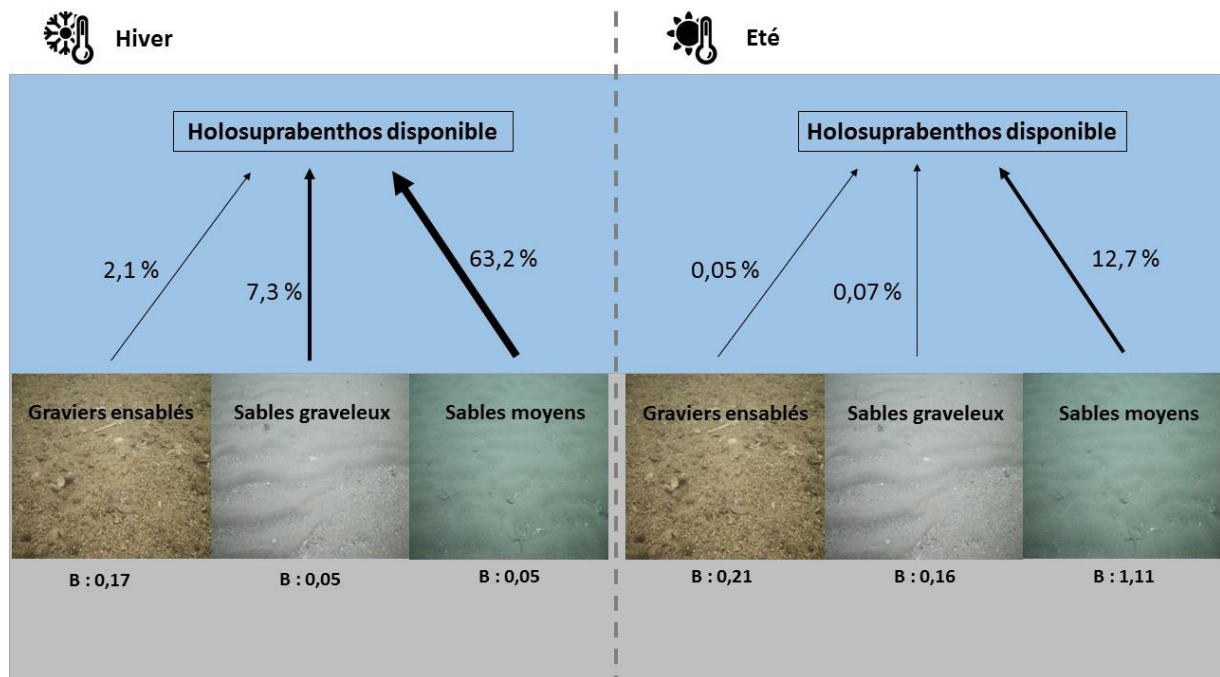 Hiver
Holosuprabenthos disponible
2,1 %
7,3 %
63,2 %
Graviers ensablés
Sables graveleux
Sables moyens
B : 0,17
B : 0,05
B : 0,05
Eté
Holosuprabenthos disponible
0,05 %
0,07 %
12,7 %
Graviers ensablés
Sables graveleux
Sables moyens
B : 0,21
B : 0,16
B : 1,11